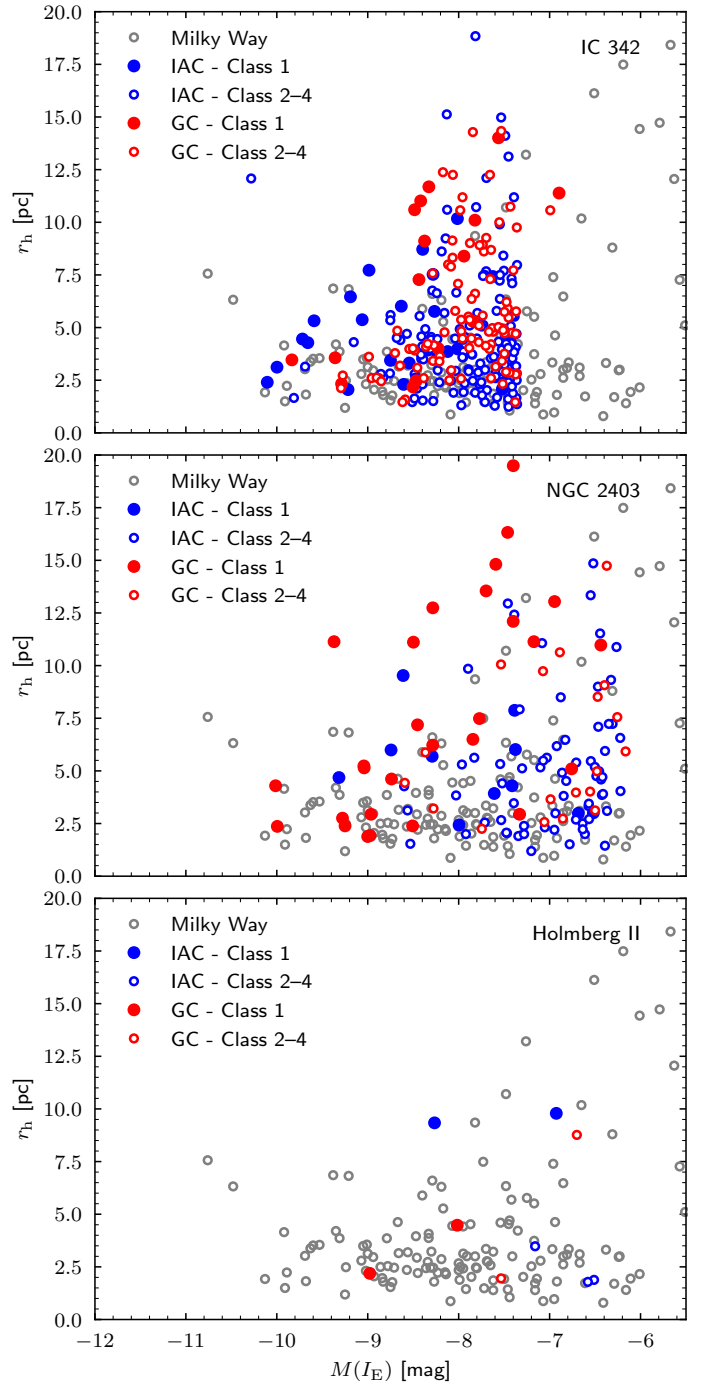 20.0
17.5
15.0
12.5
10.0
7.5
5.0
2.5
0.0
r_h [pc]
Milky Way
IAC - Class 1
IAC - Class 2–4
GC - Class 1
GC - Class 2–4
IC 342
20.0
17.5
15.0
12.5
10.0
7.5
5.0
2.5
0.0
r_h [pc]
Milky Way
IAC - Class 1
IAC - Class 2–4
GC - Class 1
GC - Class 2–4
NGC 2403
20.0
17.5
15.0
12.5
10.0
7.5
5.0
2.5
0.0
r_h [pc]
Milky Way
IAC - Class 1
IAC - Class 2–4
GC - Class 1
GC - Class 2–4
Holmberg II
−12 −11 −10 −9 −8 −7 −6
M(I_E) [mag]